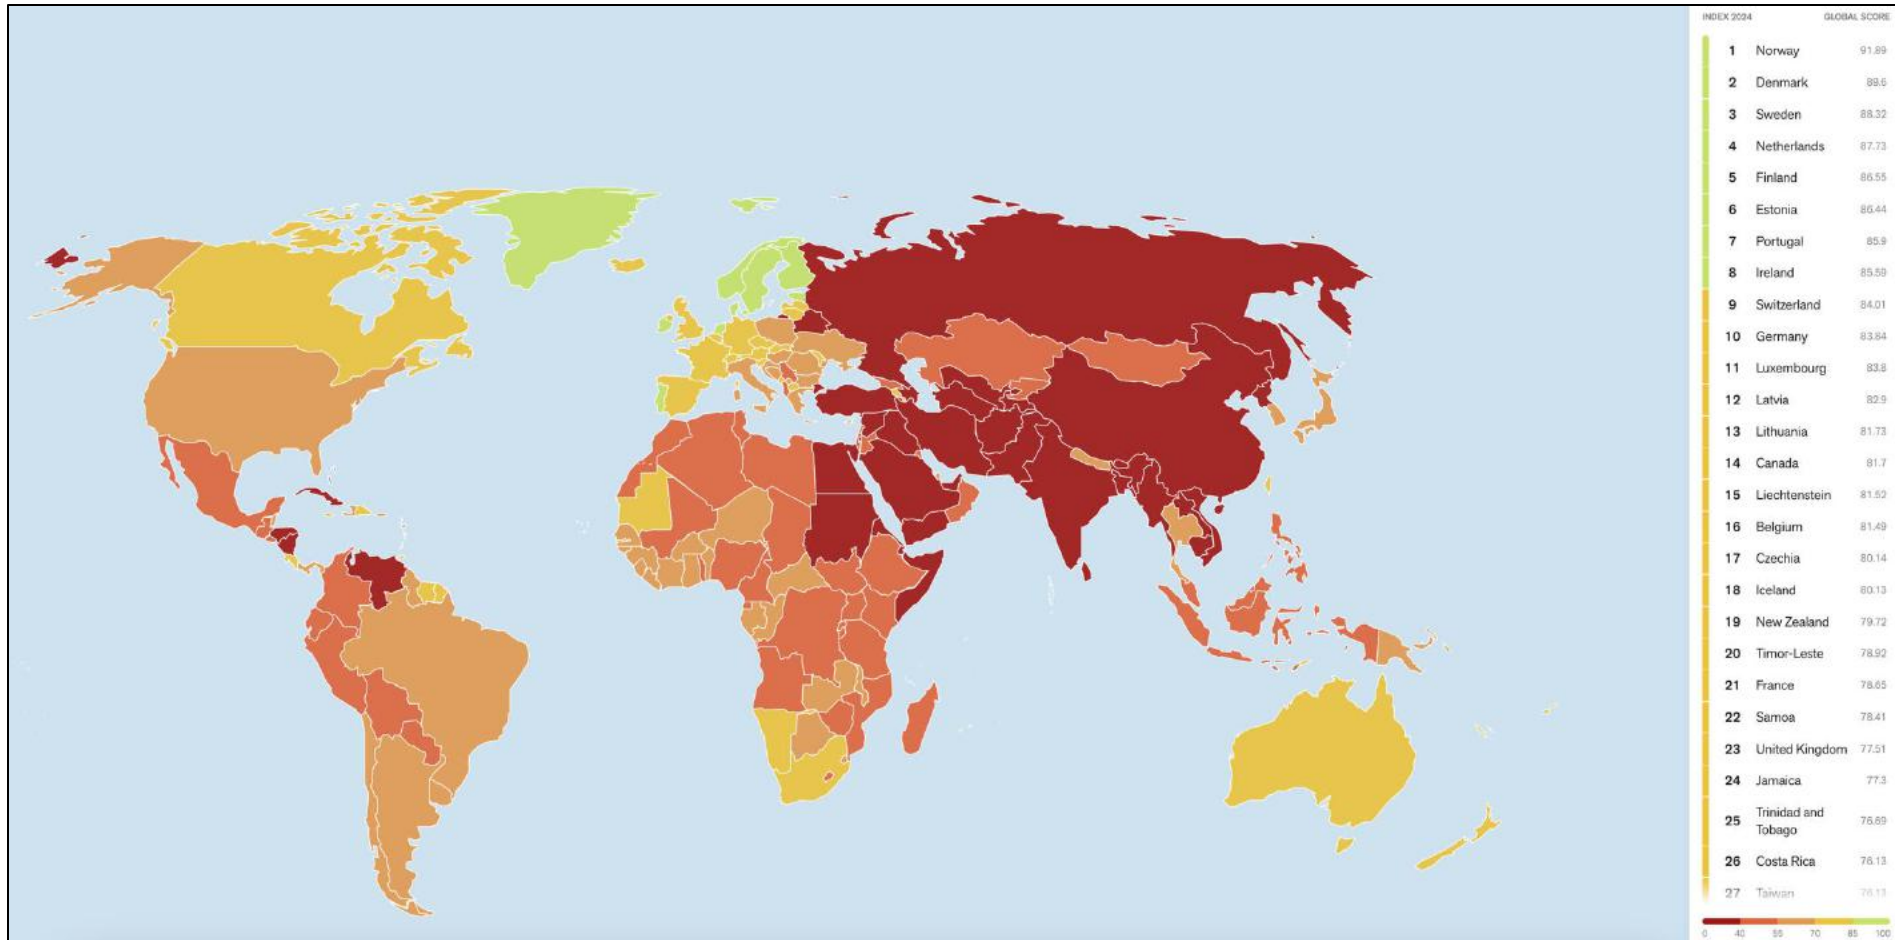 INDEX 2024 GLOBAL SCORE
1 Norway 91.89
2 Denmark 89.6
3 Sweden 88.32
4 Netherlands 87.73
5 Finland 86.55
6 Estonia 86.44
7 Portugal 85.9
8 Ireland 85.59
9 Switzerland 84.01
10 Germany 83.84
11 Luxembourg 83.8
12 Latvia 82.9
13 Lithuania 81.73
14 Canada 81.7
15 Liechtenstein 81.52
16 Belgium 81.49
17 Czechia 80.14
18 Iceland 80.13
19 New Zealand 79.72
20 Timor-Leste 78.92
21 France 78.65
22 Samoa 78.41
23 United Kingdom 77.51
24 Jamaica 77.3
25 Trinidad and
Tobago 76.69
26 Costa Rica 76.13
27 Taiwan 76.13
0 40 55 70 85 100